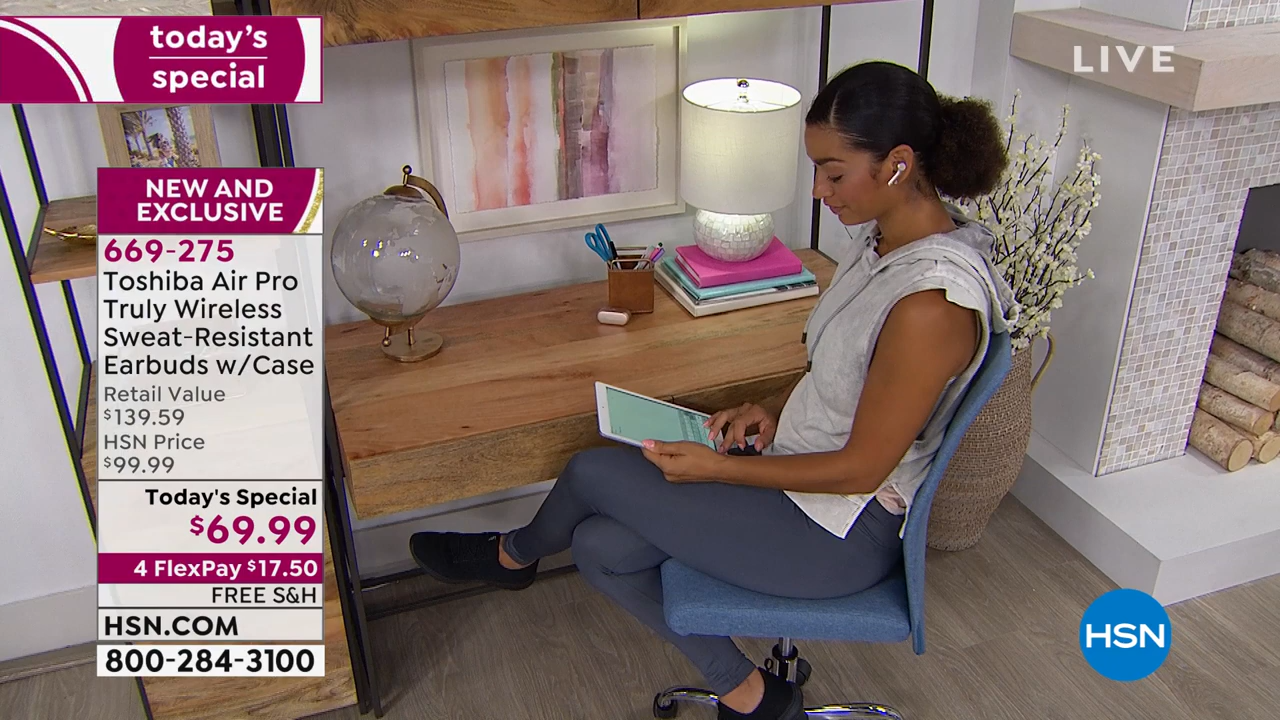 today's
special
LIVE
NEW AND
EXCLUSIVE
669-275
Toshiba Air Pro
Truly Wireless
Sweat-Resistant
Earbuds w/Case
Retail Value
$139.59
HSN Price
$99.99
Today's Special
$69.99
4 FlexPay $17.50
FREE S&H
HSN.COM
800-284-3100
HSN